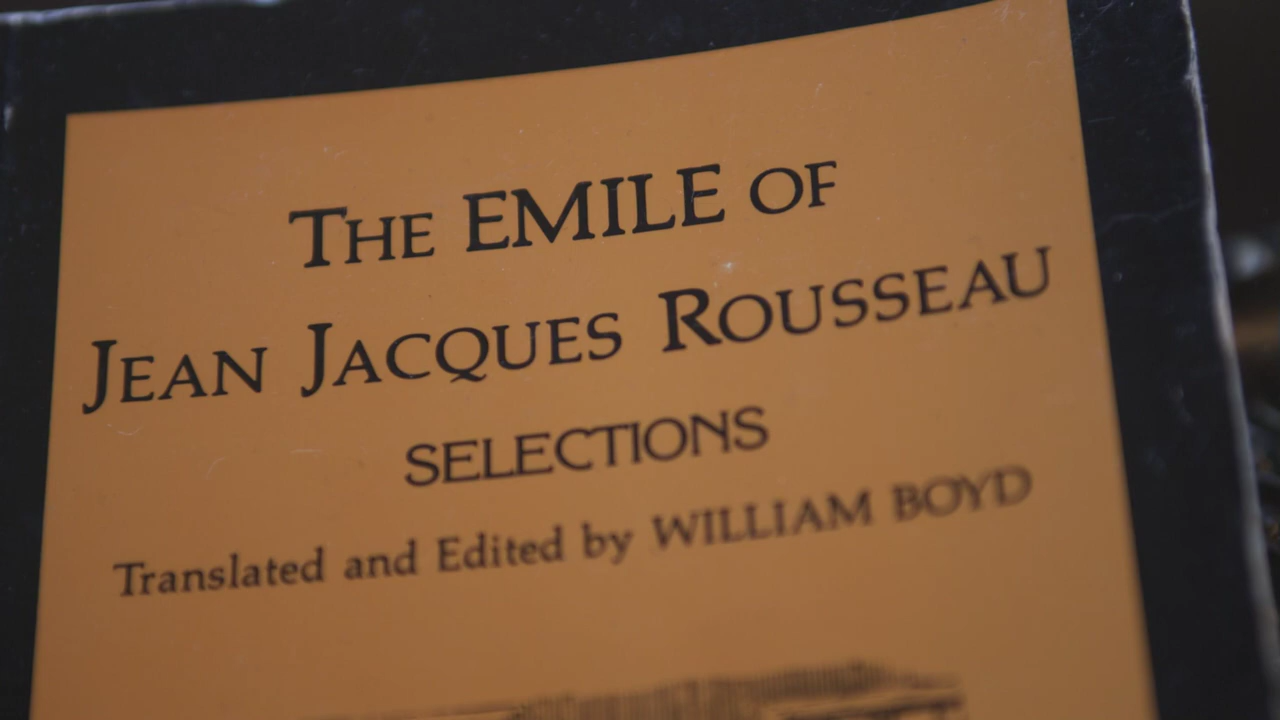 The EMILE OF
JEAN JACQUES ROUSSEAU
SELECTIONS
Translated and Edited by WILLIAM BOYD